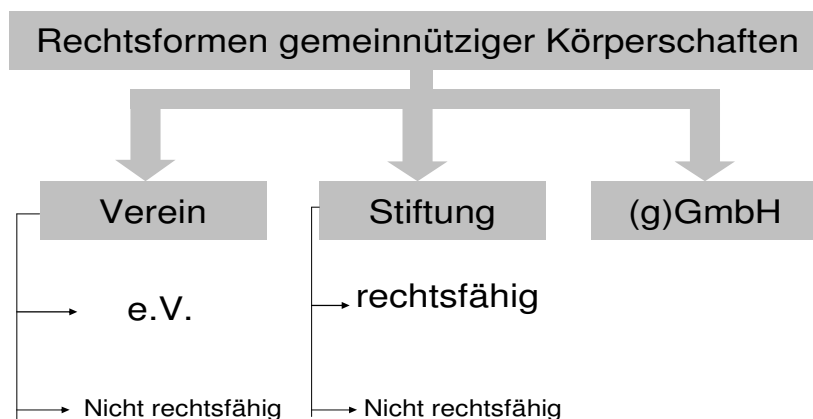 Rechtsformen gemeinnütziger Körperschaften
Verein
Stiftung
(g)GmbH
e.V.
rechtsfähig
Nicht rechtsfähig
Nicht rechtsfähig